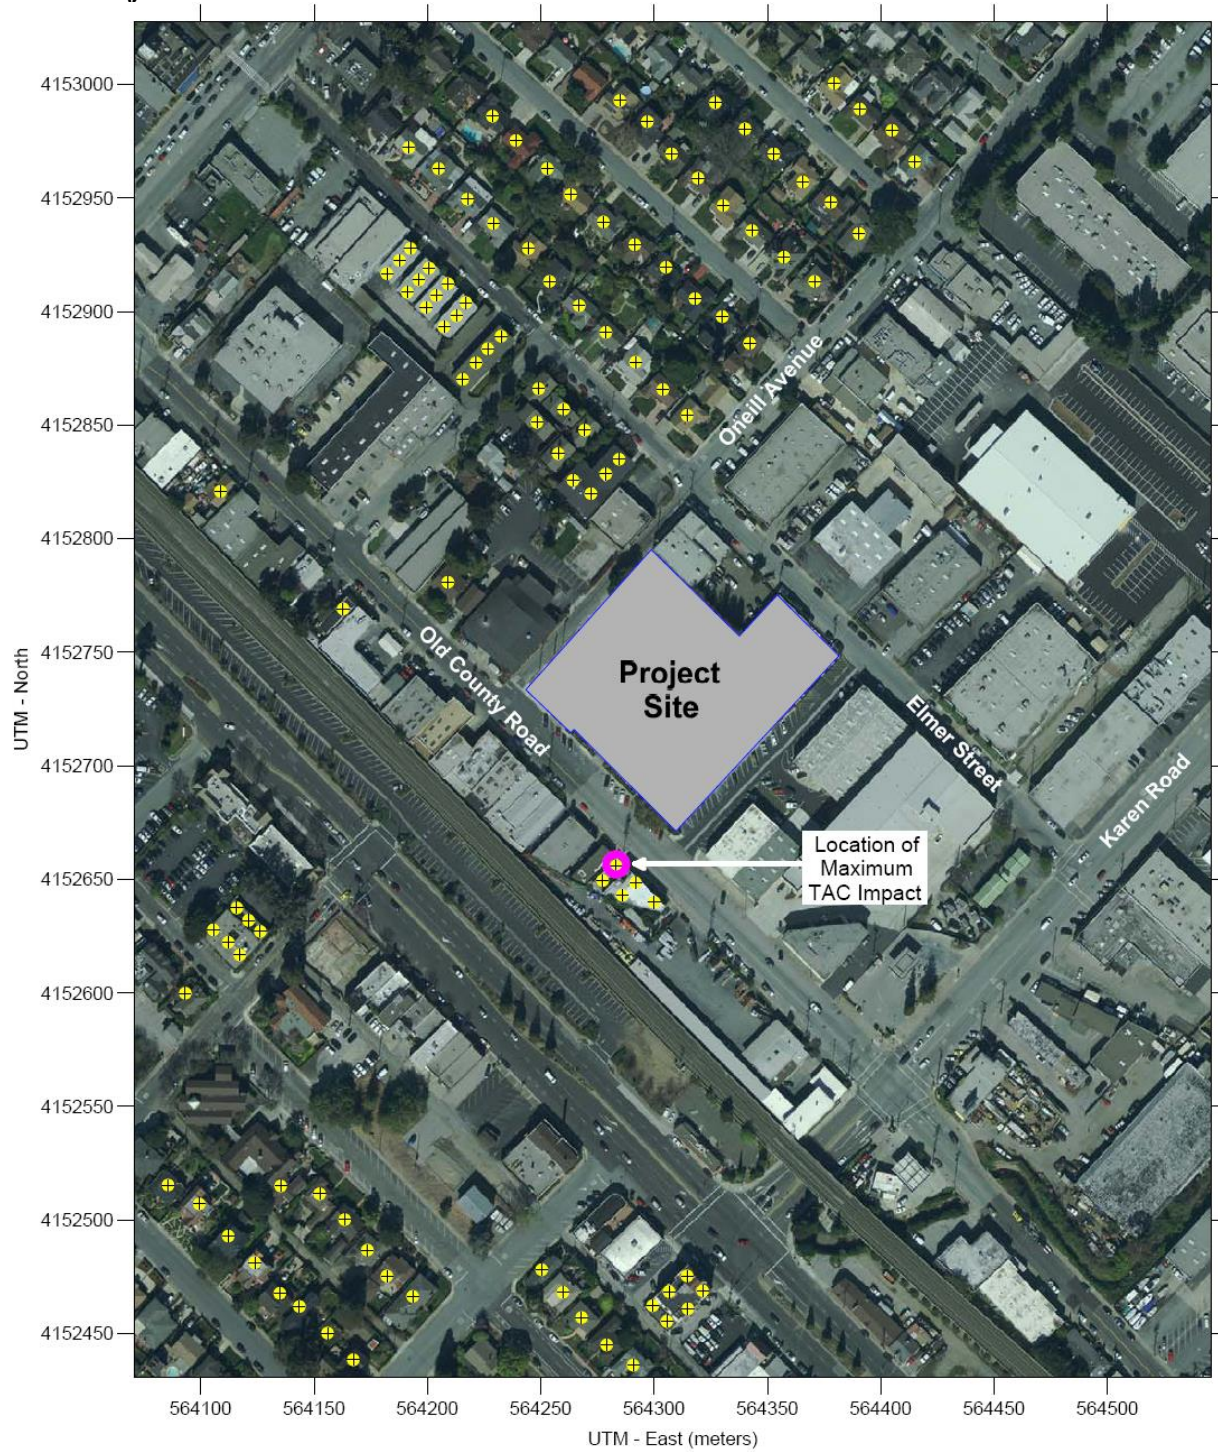 4153000
4152950
4152900
4152850
4152800
4152750
4152700
4152650
4152600
4152550
4152500
4152450
UTM - North
Oneill Avenue
Old County Road
Project
Site
Elmer Street
Karen Road
Location of
Maximum
TAC Impact
564100
564150
564200
564250
564300
564350
564400
564450
564500
UTM - East (meters)